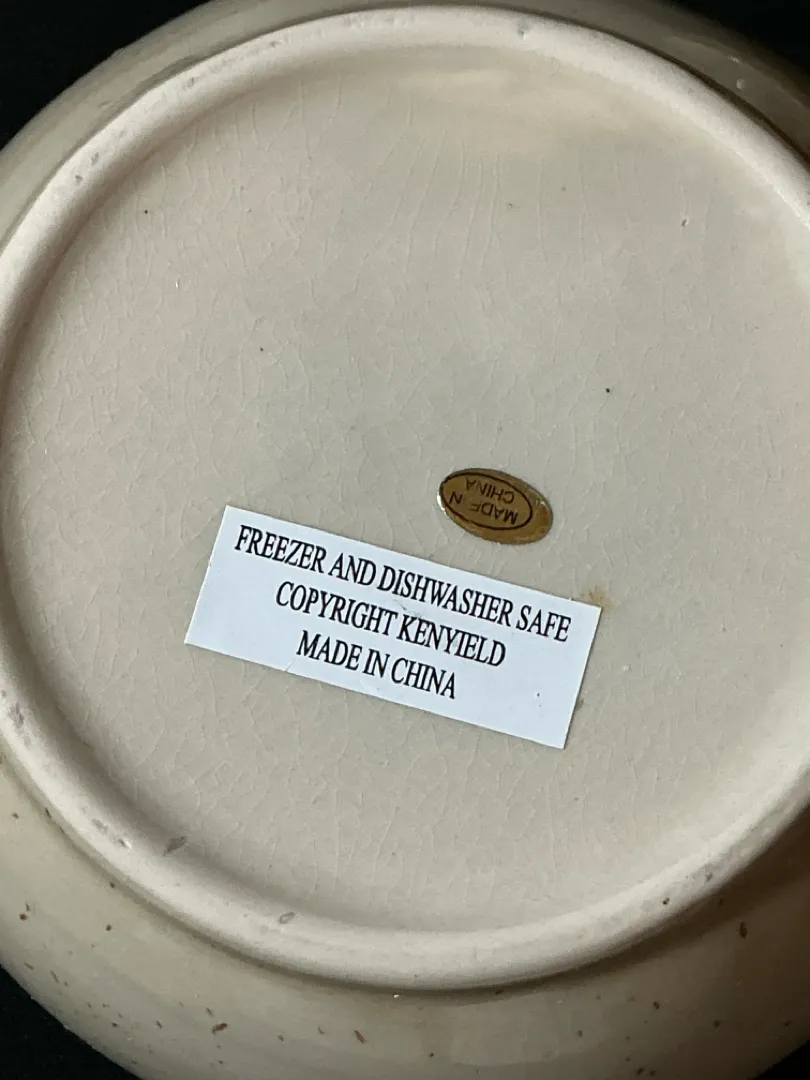 MADE IN
CHINA
FREEZER AND DISHWASHER SAFE
COPYRIGHT KENYIELD
MADE IN CHINA